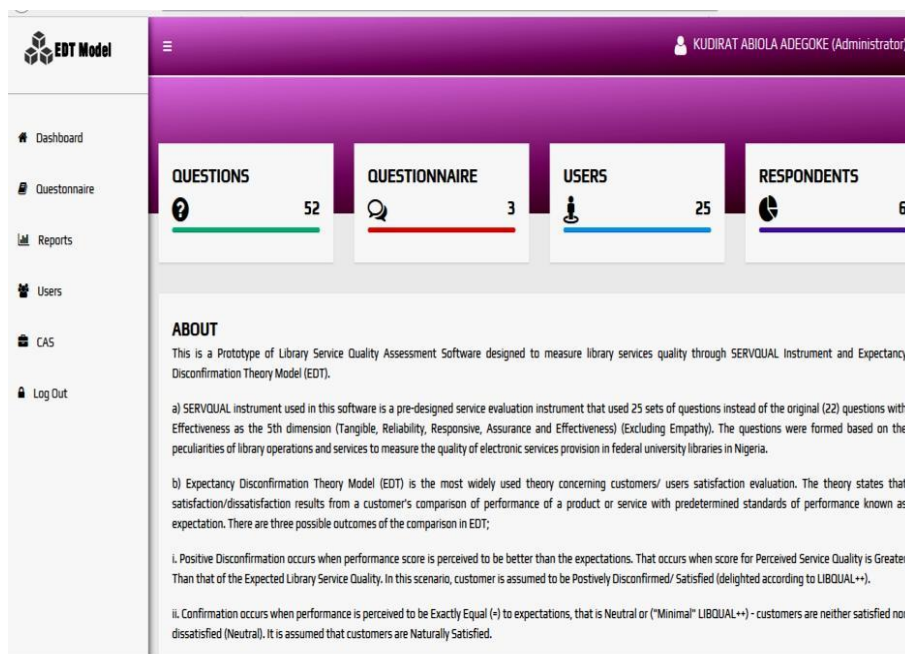 EDT Model
KUDIRAT ABIOLA ADEGOKE (Administrator)
Dashboard
Questonnaire
Reports
Users
CAS
Log Out
QUESTIONS
52
QUESTIONNAIRE
3
USERS
25
RESPONDENTS
6
ABOUT
This is a Prototype of Library Service Quality Assessment Software designed to measure library services quality through SERVQUAL Instrument and Expectancy
Disconfirmation Theory Model (EDT).
a) SERVQUAL instrument used in this software is a pre-designed service evaluation instrument that used 25 sets of questions instead of the original (22) questions with
Effectiveness as the 5th dimension (Tangible, Reliability, Responsive, Assurance and Effectiveness) (Excluding Empathy). The questions were formed based on the
peculiarities of library operations and services to measure the quality of electronic services provision in federal university libraries in Nigeria.
b) Expectancy Disconfirmation Theory Model (EDT) is the most widely used theory concerning customers/ users satisfaction evaluation. The theory states that
satisfaction/dissatisfaction results from a customer's comparison of performance of a product or service with predetermined standards of performance known as
expectation. There are three possible outcomes of the comparison in EDT;
i. Positive Disconfirmation occurs when performance score is perceived to be better than the expectations. That occurs when score for Perceived Service Quality is Greater
Than that of the Expected Library Service Quality. In this scenario, customer is assumed to be Postively Disconfirmed/ Satisfied (delighted according to LIBQUAL++).
ii. Confirmation occurs when performance is perceived to be Exactly Equal (=) to expectations, that is Neutral or ("Minimal" LIBQUAL++) - customers are neither satisfied nor
dissatisfied (Neutral). It is assumed that customers are Naturally Satisfied.